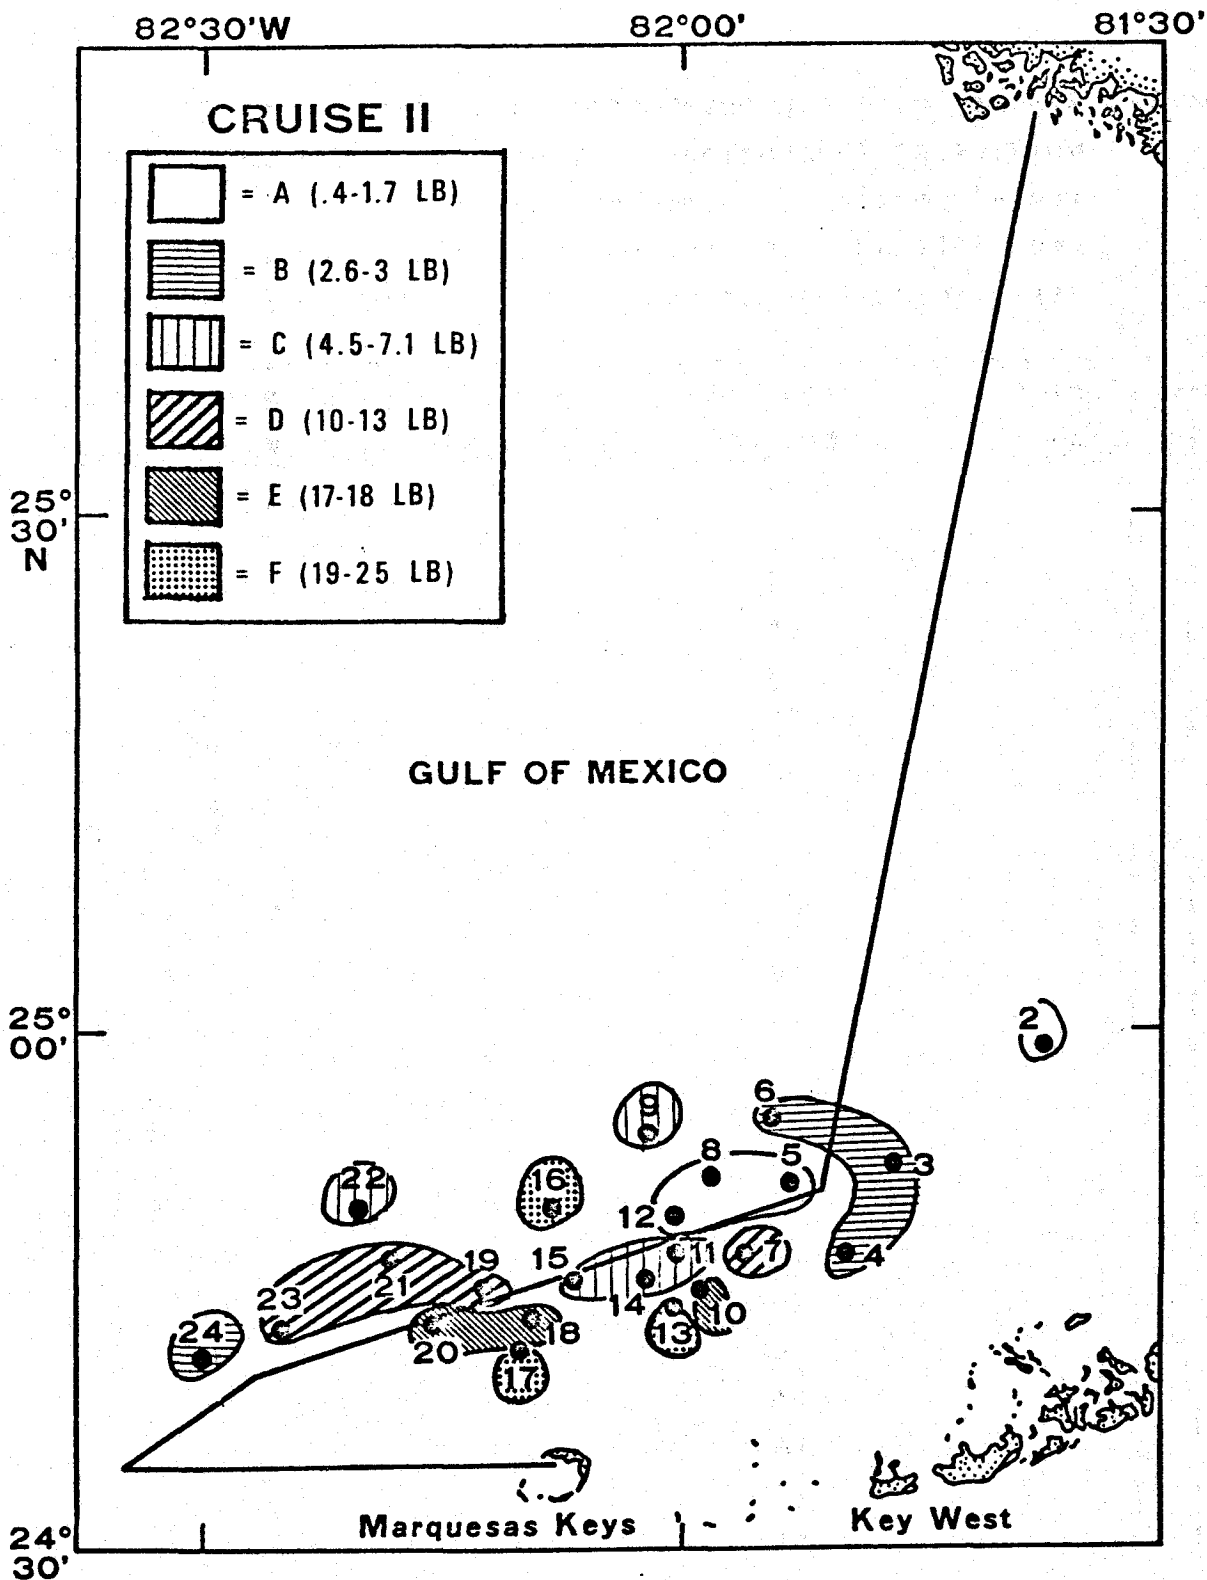 82°30'W 82°00' 81°30'
CRUISE II
= A (.4-1.7 LB)
= B (2.6-3 LB)
= C (4.5-7.1 LB)
= D (10-13 LB)
= E (17-18 LB)
= F (19-25 LB)
25°
30'
N
GULF OF MEXICO
25°
00'
2
6
9
8
5
3
22
16
12
15
11
7
4
19
21
14
23
10
18
13
24
20
17
Marquesas Keys
Key West
24°
30'